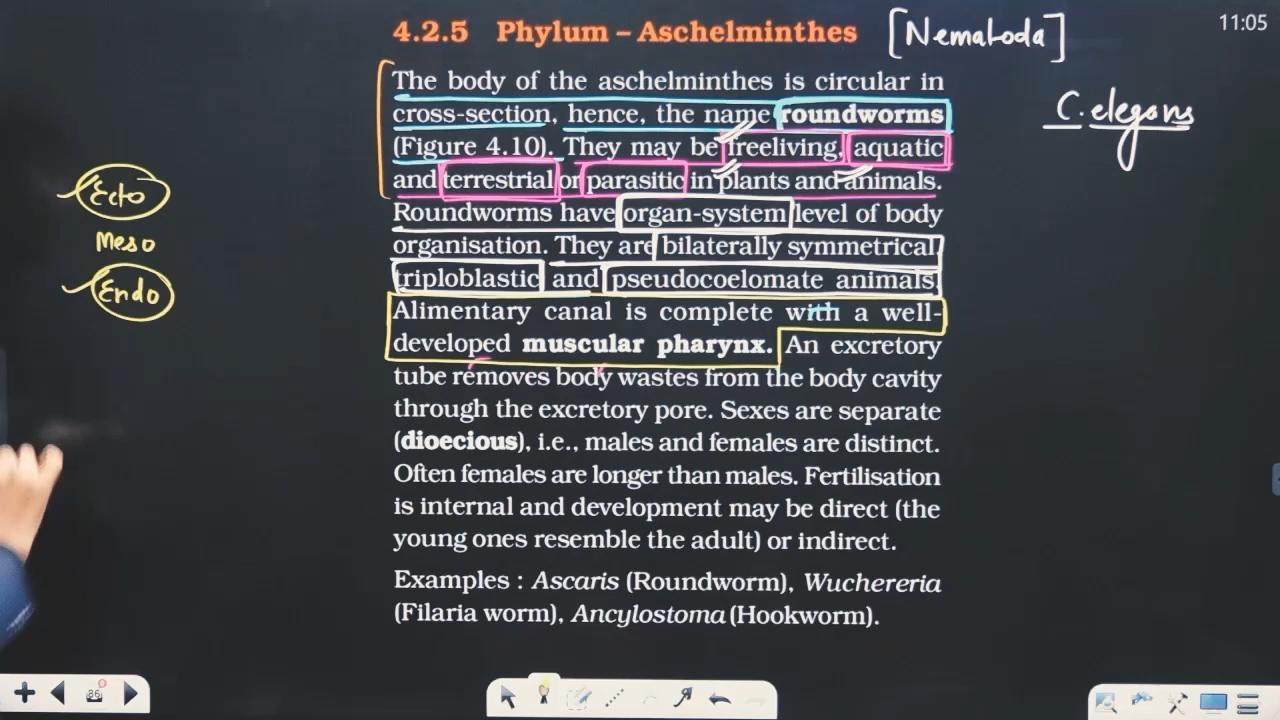 4.2.5 Phylum – Aschelminthes [Nematoda]
11:05
C. elegans
The body of the aschelminthes is circular in
cross-section, hence, the name roundworms
(Figure 4.10). They may be freeliving, aquatic
and terrestrial or parasitic in plants and animals.
Roundworms have organ-system level of body
organisation. They are bilaterally symmetrical,
triploblastic and pseudocoelomate animals.
Alimentary canal is complete with a well-
developed muscular pharynx. An excretory
tube removes body wastes from the body cavity
through the excretory pore. Sexes are separate
(dioecious), i.e., males and females are distinct.
Often females are longer than males. Fertilisation
is internal and development may be direct (the
young ones resemble the adult) or indirect.
Examples : Ascaris (Roundworm), Wuchereria
(Filaria worm), Ancylostoma (Hookworm).
Ecto
Meso
Endo
86